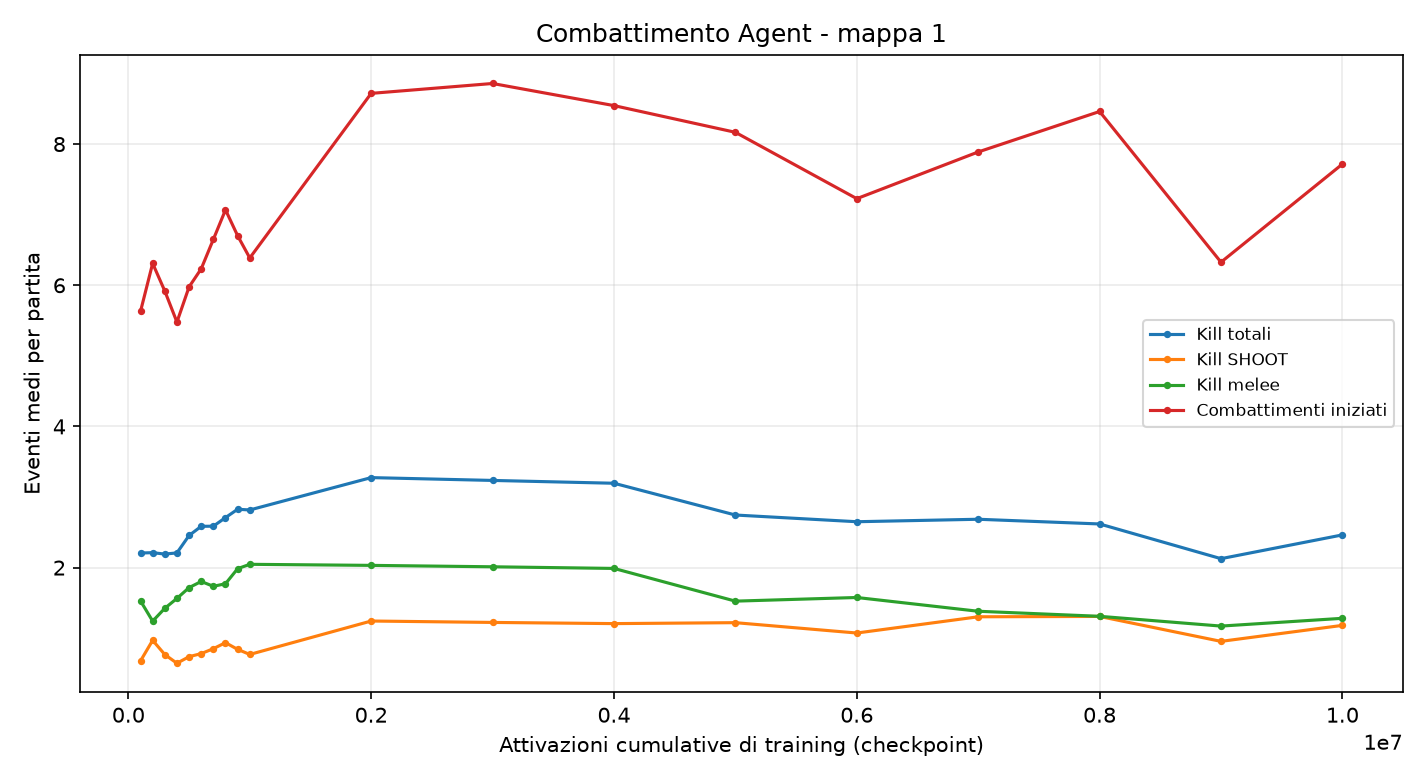 Combattimento Agent - mappa 1
Eventi medi per partita
8
6
4
2
Kill totali
Kill SHOOT
Kill melee
Combattimenti iniziati
0.0 0.2 0.4 0.6 0.8 1.0
1e7
Attivazioni cumulative di training (checkpoint)